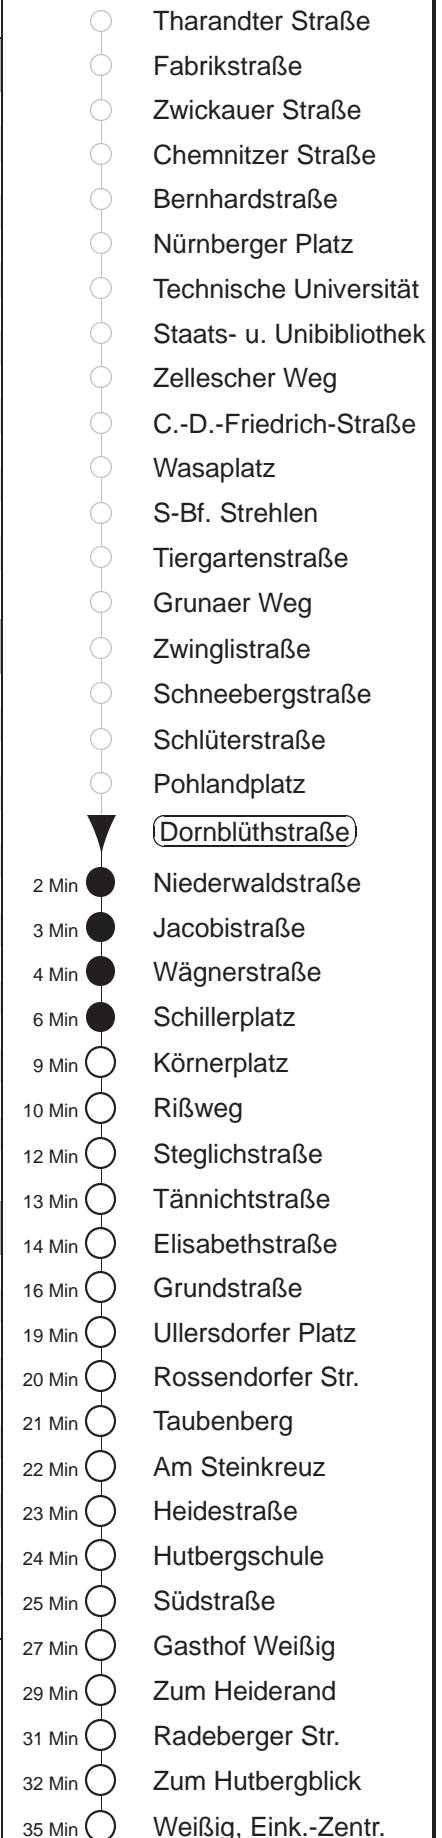 Tharandter Straße
Fabrikstraße
Zwickauer Straße
Chemnitzer Straße
Bernhardstraße
Nürnberger Platz
Technische Universität
Staats- u. Unibibliothek
Zellescher Weg
C.-D.-Friedrich-Straße
Wasaplatz
S-Bf. Strehlen
Tiergartenstraße
Grunaer Weg
Zwinglistraße
Schneebergstraße
Schlüterstraße
Pohlandplatz
Dornblüthstraße
2 Min Niederwaldstraße
3 Min Jacobistraße
4 Min Wägnerstraße
6 Min Schillerplatz
9 Min Körnerplatz
10 Min Rißweg
12 Min Steglichstraße
13 Min Tännichtstraße
14 Min Elisabethstraße
16 Min Grundstraße
19 Min Ullersdorfer Platz
20 Min Rossendorfer Str.
21 Min Taubenberg
22 Min Am Steinkreuz
23 Min Heidestraße
24 Min Hutbergschule
25 Min Südstraße
27 Min Gasthof Weißig
29 Min Zum Heiderand
31 Min Radeberger Str.
32 Min Zum Hutbergblick
35 Min Weißig, Eink.-Zentr.